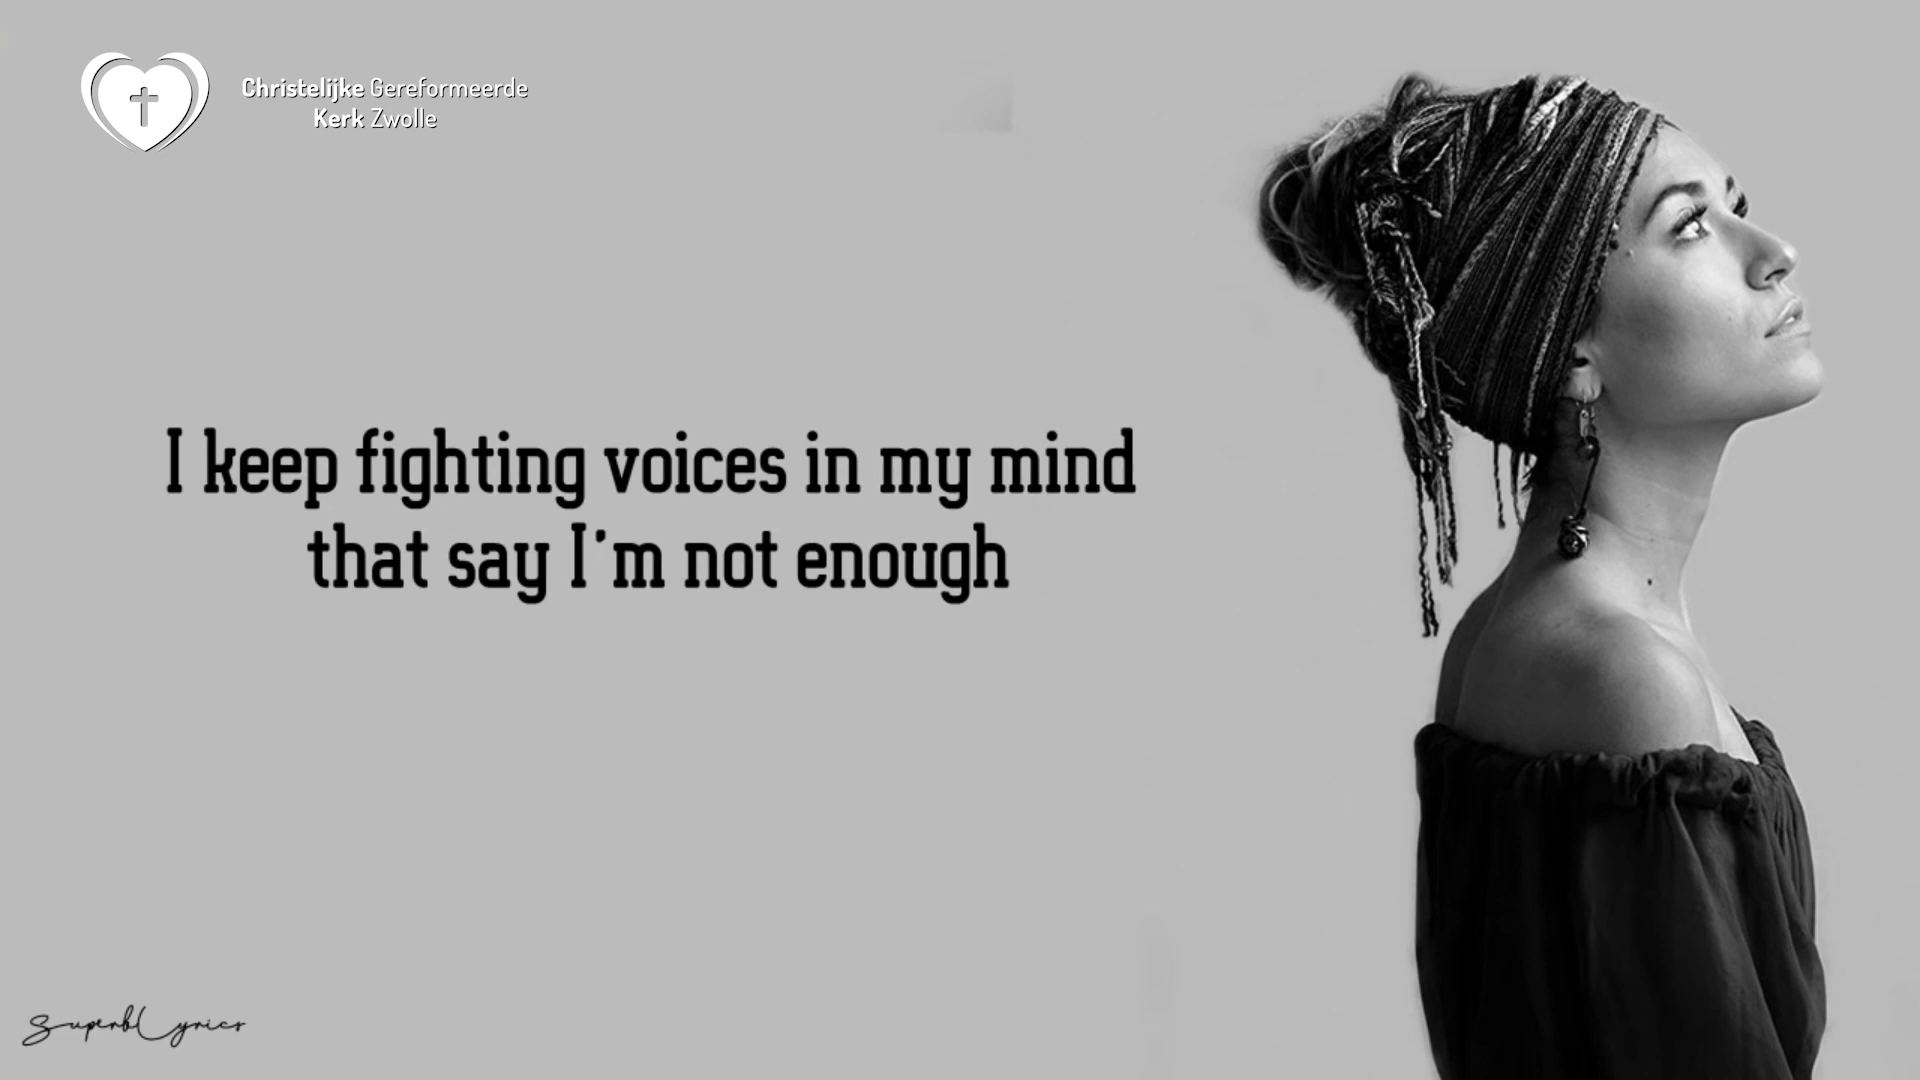 Christelijke Gereformeerde
Kerk Zwolle
I keep fighting voices in my mind
that say I'm not enough
SuperbLyrics